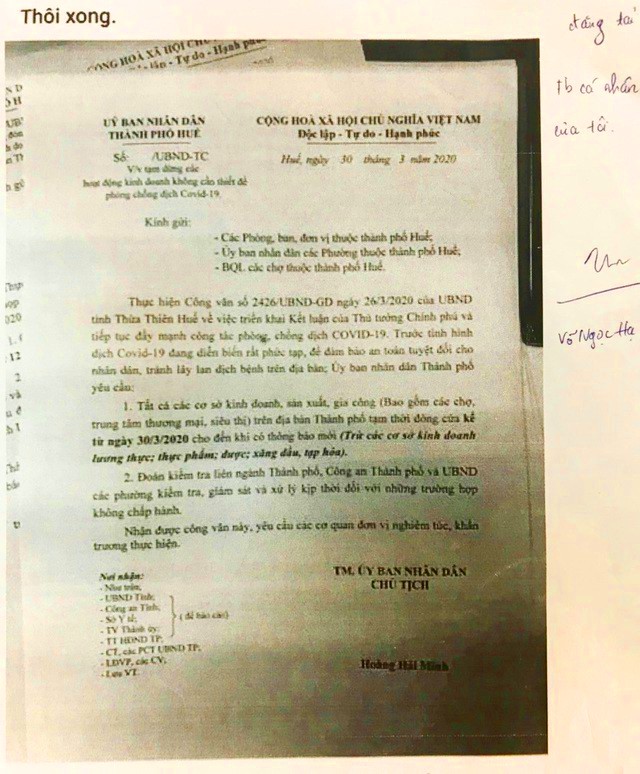 Thôi xong.
CỘNG HOÀ XÃ HỘI CHỦ
lập - Tự do - Hạnh phúc
UỶ BAN NHÂN DÂN
THÀNH PHỐ HUẾ
Số: /UBND-TC
V/v tạm dừng các
hoạt động kinh doanh không cần thiết để
phòng chống dịch Covid-19.
CỘNG HOÀ XÃ HỘI CHỦ NGHĨA VIỆT NAM
Độc lập - Tự do - Hạnh phúc
Huế, ngày 30 tháng 3 năm 2020
Kính gửi:
- Các Phòng, ban, đơn vị thuộc thành phố Huế;
- Ủy ban nhân dân các Phường thuộc thành phố Huế;
- BQL các chợ thuộc thành phố Huế.
Thực hiện Công văn số 2426/UBND-GD ngày 26/3/2020 của UBND
tỉnh Thừa Thiên Huế về việc triển khai Kết luận của Thủ tướng Chính phủ và
tiếp tục đẩy mạnh công tác phòng, chống dịch COVID-19. Trước tình hình
dịch Covid-19 đang diễn biến rất phức tạp, để đảm bảo an toàn tuyệt đối cho
nhân dân, tránh lây lan dịch bệnh trên địa bàn; Ủy ban nhân dân Thành phố
yêu cầu:
1. Tất cả các cơ sở kinh doanh, sản xuất, gia công (Bao gồm các chợ,
trung tâm thương mại, siêu thị) trên địa bàn Thành phố tạm thời đóng cửa kể
từ ngày 30/3/2020 cho đến khi có thông báo mới (Trừ các cơ sở kinh doanh
lương thực; thực phẩm; dược; xăng dầu, tạp hóa).
2. Đoàn kiểm tra liên ngành Thành phố, Công an Thành phố và UBND
các phường kiểm tra, giám sát và xử lý kịp thời đối với những trường hợp
không chấp hành.
Nhận được công văn này, yêu cầu các cơ quan đơn vị nghiêm túc, khẩn
trương thực hiện.
Nơi nhận:
- Như trên;
- UBND Tỉnh;
- Công an Tỉnh;
- Sở Y tế;
- TV Thành ủy;
( để báo cáo)
- TT HĐND TP;
- CT, các PCT UBND TP;
- LĐVP, các CV;
- Lưu VT.
TM. ỦY BAN NHÂN DÂN
CHỦ TỊCH
Hoàng Hải Minh
đăng tải
fb cá nhân
của tôi.
Võ Ngọc Hạ